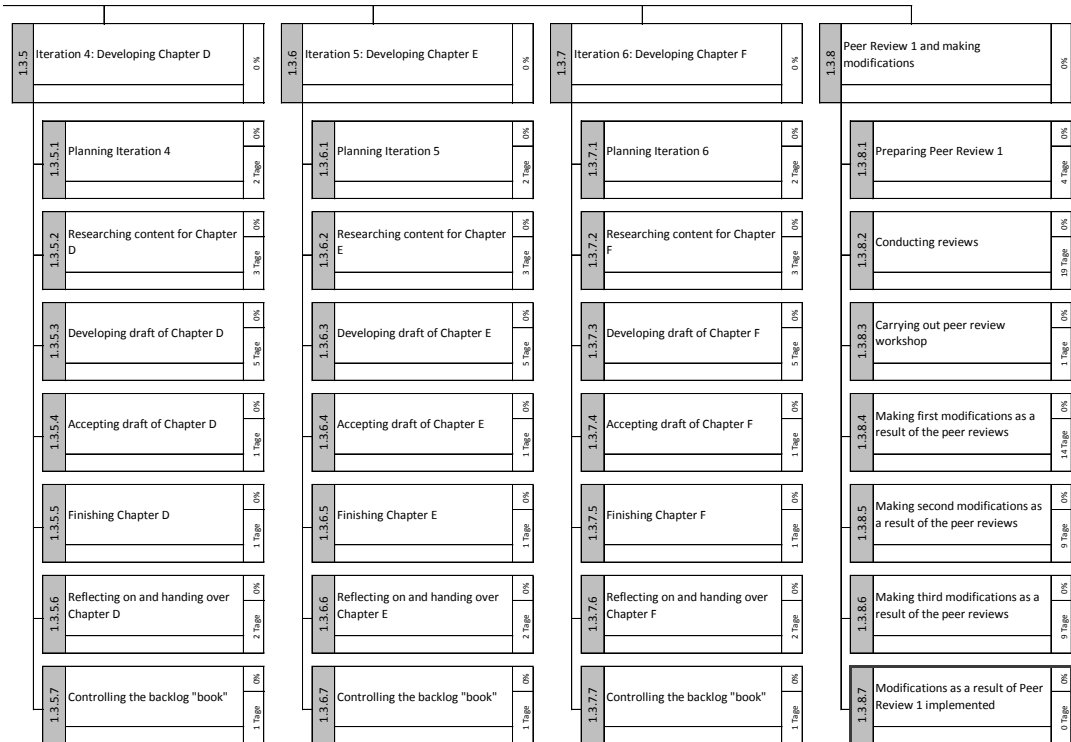 1.3.5
Iteration 4: Developing Chapter D
0 %
1.3.5.1
Planning Iteration 4
0%
2 Tage
1.3.5.2
Researching content for Chapter
D
0%
3 Tage
1.3.5.3
Developing draft of Chapter D
0%
5 Tage
1.3.5.4
Accepting draft of Chapter D
0%
1 Tage
1.3.5.5
Finishing Chapter D
0%
1 Tage
1.3.5.6
Reflecting on and handing over
Chapter D
0%
2 Tage
1.3.5.7
Controlling the backlog "book"
0%
1 Tage
1.3.6
Iteration 5: Developing Chapter E
0 %
1.3.6.1
Planning Iteration 5
0%
2 Tage
1.3.6.2
Researching content for Chapter
E
0%
3 Tage
1.3.6.3
Developing draft of Chapter E
0%
5 Tage
1.3.6.4
Accepting draft of Chapter E
0%
1 Tage
1.3.6.5
Finishing Chapter E
0%
1 Tage
1.3.6.6
Reflecting on and handing over
Chapter E
0%
2 Tage
1.3.6.7
Controlling the backlog "book"
0%
1 Tage
1.3.7
Iteration 6: Developing Chapter F
0 %
1.3.7.1
Planning Iteration 6
0%
2 Tage
1.3.7.2
Researching content for Chapter
F
0%
3 Tage
1.3.7.3
Developing draft of Chapter F
0%
5 Tage
1.3.7.4
Accepting draft of Chapter F
0%
1 Tage
1.3.7.5
Finishing Chapter F
0%
1 Tage
1.3.7.6
Reflecting on and handing over
Chapter F
0%
2 Tage
1.3.7.7
Controlling the backlog "book"
0%
1 Tage
1.3.8
Peer Review 1 and making
modifications
0%
1.3.8.1
Preparing Peer Review 1
0%
4 Tage
1.3.8.2
Conducting reviews
0%
19 Tage
1.3.8.3
Carrying out peer review
workshop
0%
1 Tage
1.3.8.4
Making first modifications as a
result of the peer reviews
0%
14 Tage
1.3.8.5
Making second modifications as
a result of the peer reviews
0%
9 Tage
1.3.8.6
Making third modifications as a
result of the peer reviews
0%
9 Tage
1.3.8.7
Modifications as a result of Peer
Review 1 implemented
0%
0 Tage